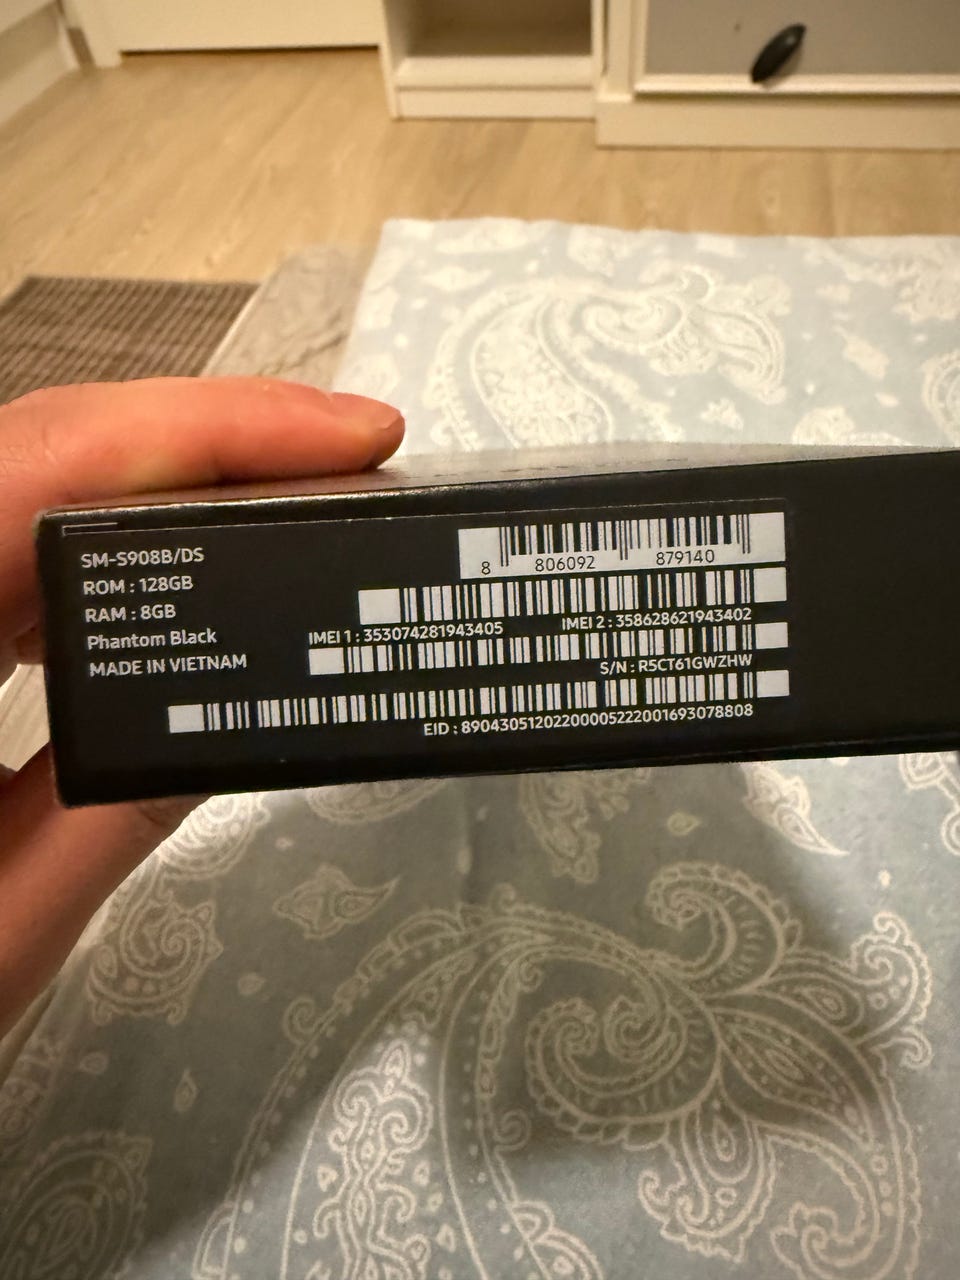 SM-S908B/DS
ROM : 128GB
RAM : 8GB
Phantom Black
MADE IN VIETNAM
8 806092 879140
IMEI 1 : 353074281943405 IMEI 2 : 358628621943402
S/N : R5CT61GWZHW
EID : 89043051202200005222001693078808